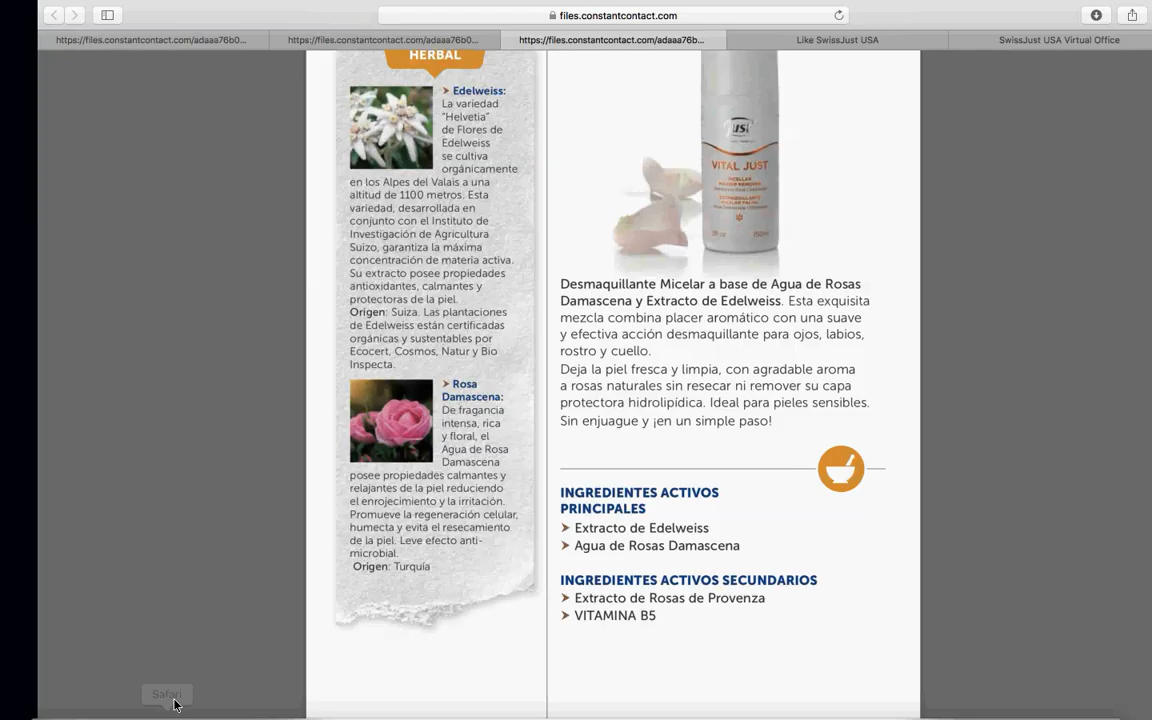 files.constantcontact.com
https://files.constantcontact.com/adaaa76b0...
https://files.constantcontact.com/adaaa76b0...
https://files.constantcontact.com/adaaa76b...
Like SwissJust USA
SwissJust USA Virtual Office
HERBAL
Edelweiss:
La variedad
"Helvetia"
de Flores de
Edelweiss
se cultiva
orgánicamente
en los Alpes del Valais a una
altitud de 1100 metros. Esta
variedad, desarrollada en
conjunto con el Instituto de
Investigación de Agricultura
Suizo, garantiza la máxima
concentración de materia activa.
Su extracto posee propiedades
antioxidantes, calmantes y
protectoras de la piel.
Origen: Suiza. Las plantaciones
de Edelweiss están certificadas
orgánicas y sustentables por
Ecocert, Cosmos, Natur y Bio
Inspecta.
Rosa
Damascena:
De fragancia
intensa, rica
y floral, el
Agua de Rosa
Damascena
posee propiedades calmantes y
relajantes de la piel reduciendo
el enrojecimiento y la irritación.
Promueve la regeneración celular,
humecta y evita el resecamiento
de la piel. Leve efecto anti-
microbial.
Origen: Turquía
JUST
VITAL JUST
MICELLAR
MAKEUP REMOVER
DESMAQUILLANTE
MICELAR FACIAL
150ml
Desmaquillante Micelar a base de Agua de Rosas
Damascena y Extracto de Edelweiss. Esta exquisita
mezcla combina placer aromático con una suave
y efectiva acción desmaquillante para ojos, labios,
rostro y cuello.
Deja la piel fresca y limpia, con agradable aroma
a rosas naturales sin resecar ni remover su capa
protectora hidrolipídica. Ideal para pieles sensibles.
Sin enjuague y ¡en un simple paso!
INGREDIENTES ACTIVOS
PRINCIPALES
Extracto de Edelweiss
Agua de Rosas Damascena
INGREDIENTES ACTIVOS SECUNDARIOS
Extracto de Rosas de Provenza
VITAMINA B5
Safari